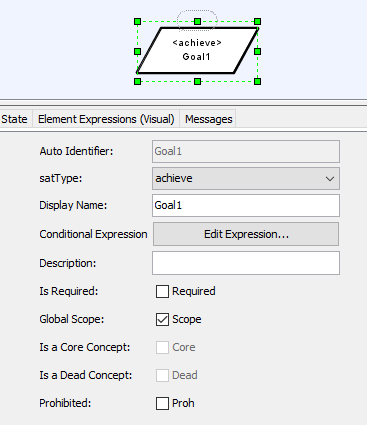 <achieve>
Goal1
State Element Expressions (Visual) Messages
Auto Identifier: Goal1
satType: achieve
Display Name: Goal1
Conditional Expression Edit Expression...
Description:
Is Required: Required
Global Scope: Scope
Is a Core Concept: Core
Is a Dead Concept: Dead
Prohibited: Proh